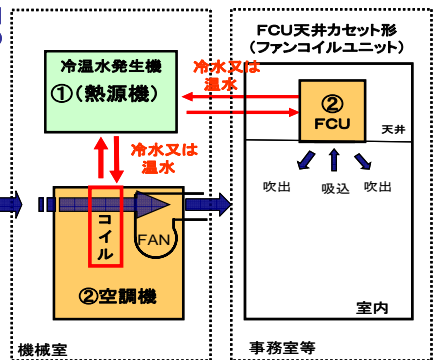 冷温水発生機
①(熱源機)
冷水又は
温水
冷水又は
温水
コイル
FAN
②空調機
機械室
FCU天井カセット形
(ファンコイルユニット)
②
FCU
天井
吹出
吸込
吹出
室内
事務室等